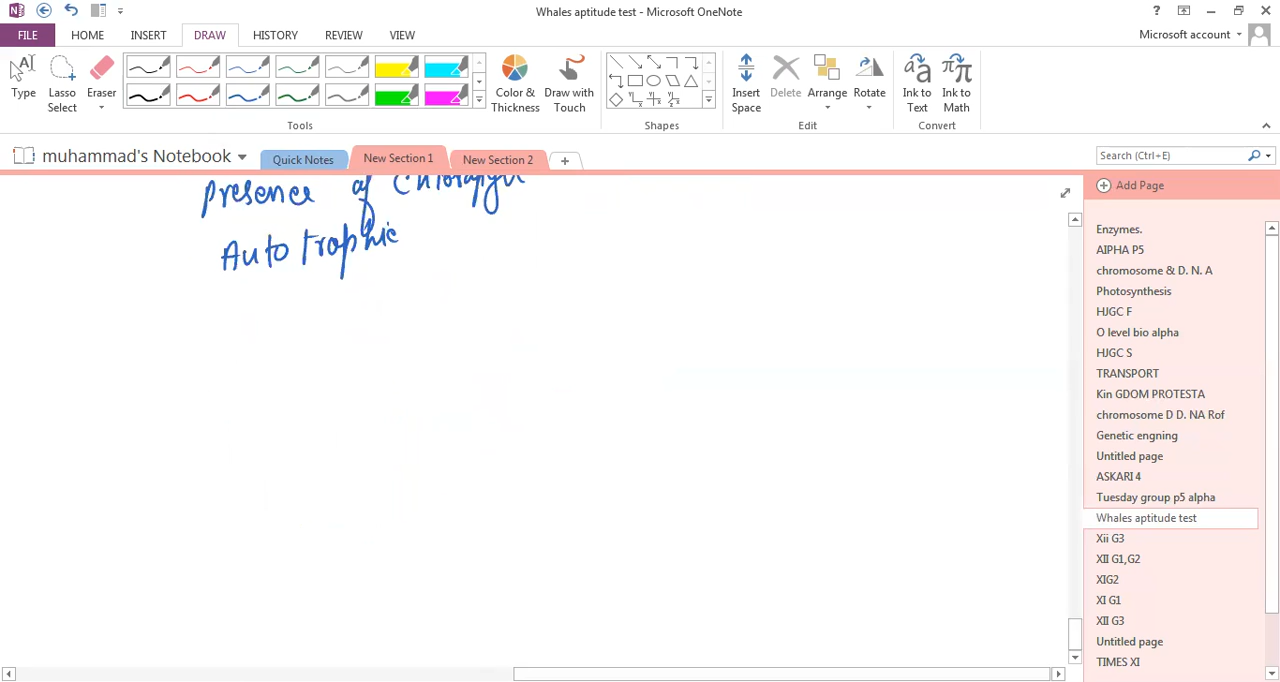 Whales aptitude test - Microsoft OneNote
FILE HOME INSERT DRAW HISTORY REVIEW VIEW
Microsoft account
Type
Lasso Select
Eraser
Color & Thickness
Draw with Touch
Insert Space
Delete
Arrange
Rotate
Ink to Text
Ink to Math
Tools
Shapes
Edit
Convert
muhammad's Notebook
Quick Notes
New Section 1
New Section 2
Search (Ctrl+E)
presence of
Autotrophic
Add Page
Enzymes.
AIPHA P5
chromosome & D. N. A
Photosynthesis
HJGC F
O level bio alpha
HJGC S
TRANSPORT
Kin GDOM PROTESTA
chromosome D D. NA Rof
Genetic engning
Untitled page
ASKARI 4
Tuesday group p5 alpha
Whales aptitude test
Xii G3
XII G1,G2
XIG2
XI G1
XII G3
Untitled page
TIMES XI